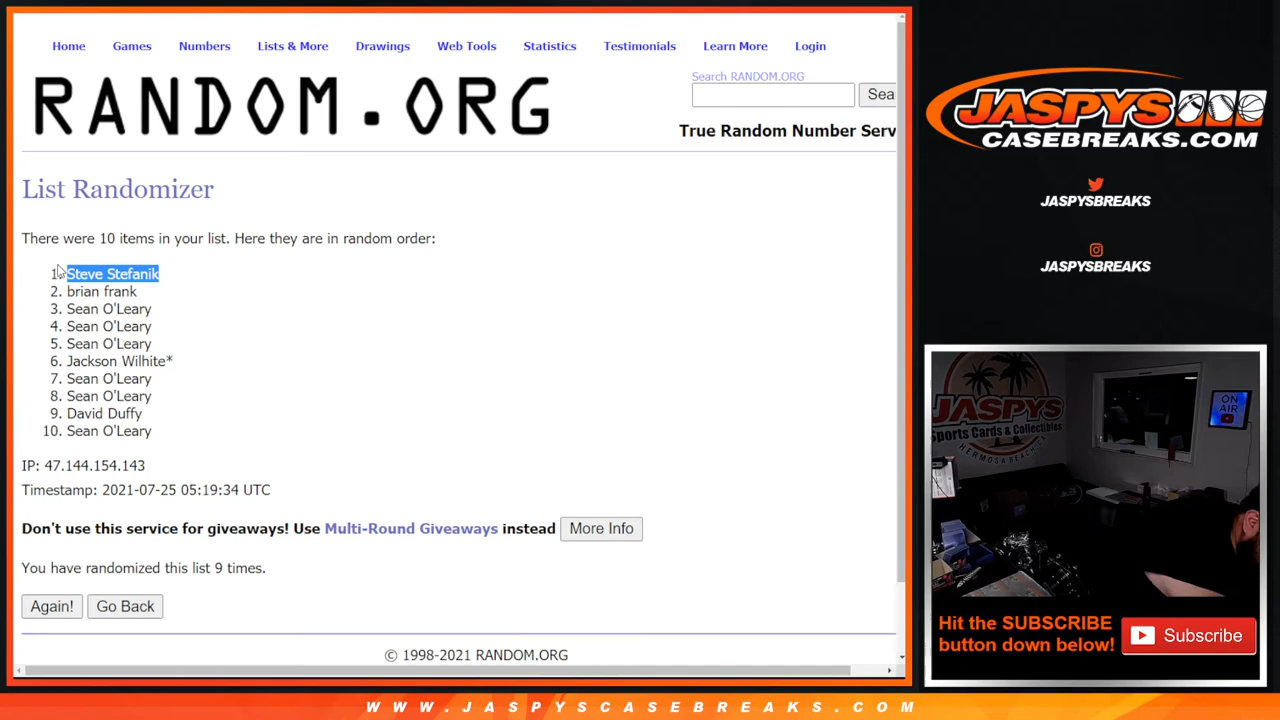 Home Games Numbers Lists & More Drawings Web Tools Statistics Testimonials Learn More Login
RANDOM.ORG
Search RANDOM.ORG
Sea
True Random Number Serv
List Randomizer
There were 10 items in your list. Here they are in random order:
1. Steve Stefanik
2. brian frank
3. Sean O'Leary
4. Sean O'Leary
5. Sean O'Leary
6. Jackson Wilhite*
7. Sean O'Leary
8. Sean O'Leary
9. David Duffy
10. Sean O'Leary
IP: 47.144.154.143
Timestamp: 2021-07-25 05:19:34 UTC
Don't use this service for giveaways! Use Multi-Round Giveaways instead More Info
You have randomized this list 9 times.
Again! Go Back
© 1998-2021 RANDOM.ORG
JASPYS
CASEBREAKS.COM
JASPYSBREAKS
JASPYSBREAKS
JASPYS
Sports Cards & Collectibles
HERMOSA BEACH, CA
ON
AIR
Hit the SUBSCRIBE
button down below!
Subscribe
WWW.JASPYSCASEBREAKS.COM